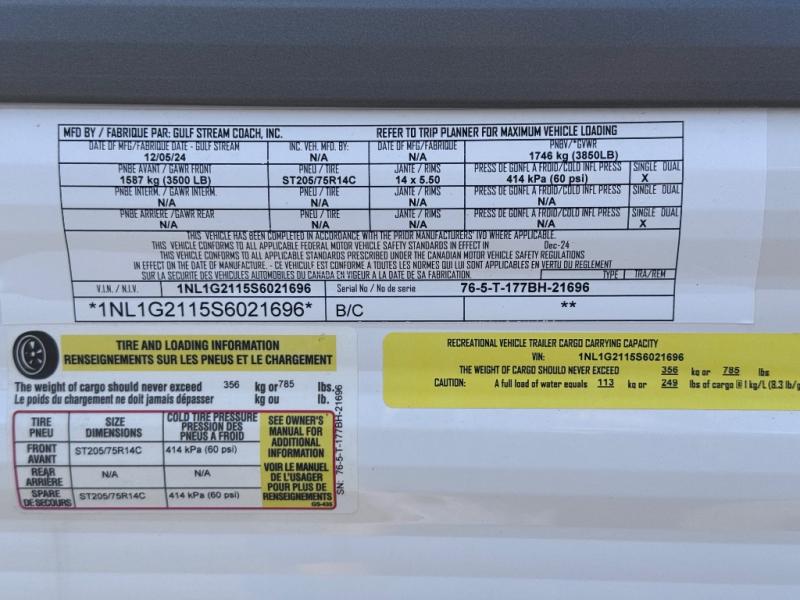 MFD BY / FABRIQUE PAR: GULF STREAM COACH, INC. REFER TO TRIP PLANNER FOR MAXIMUM VEHICLE LOADING
DATE OF MFG/FABRIQUE DATE - GULF STREAM INC. VEH. MFD. BY: DATE OF MFG/FABRIQUE PNBV/*GVWR
12/05/24 N/A N/A 1746 kg (3850LB)
PNBE AVANT / GAWR FRONT PNEU / TIRE JANTE / RIMS PRESS DE GONFL A FROID/COLD INFL PRESS SINGLE DUAL
1587 kg (3500 LB) ST205/75R14C 14 x 5.50 414 kPa (60 psi) X
PNBE INTERM. / GAWR INTERM. PNEU / TIRE JANTE / RIMS PRESS DE GONFL A FROID/COLD INFL PRESS SINGLE DUAL
N/A N/A N/A N/A
PNBE ARRIERE /GAWR REAR PNEU / TIRE JANTE / RIMS PRESS DE GONFL A FROID/COLD INFL PRESS SINGLE DUAL
N/A N/A N/A N/A X
THIS VEHICLE HAS BEEN COMPLETED IN ACCORDANCE WITH THE PRIOR MANUFACTURERS' IVD WHERE APPLICABLE.
THIS VEHICLE CONFORMS TO ALL APPLICABLE FEDERAL MOTOR VEHICLE SAFETY STANDARDS IN EFFECT IN Dec-24
THIS VEHICLE CONFORMS TO ALL APPLICABLE STANDARDS PRESCRIBED UNDER THE CANADIAN MOTOR VEHICLE SAFETY REGULATIONS
IN EFFECT ON THE DATE OF MANUFACTURE. - CE VEHICULF EST CONFORME A TOUTES LES NORMES QUI LUI SONT APPLICABLES EN VERTU DU REGLEMENT
SUR LA SECURITE DES VEHICULES AUTOMOBILES DU CANADA EN VIGEUR A LA DATE DE SA FABRICATION. TYPE TRA/REM
V.I.N. / N.I.V. 1NL1G2115S6021696 Serial No / No de serie 76-5-T-177BH-21696
*1NL1G2115S6021696* B/C **
TIRE AND LOADING INFORMATION
RENSEIGNEMENTS SUR LES PNEUS ET LE CHARGEMENT
The weight of cargo should never exceed 356 kg or 785 lbs.
Le poids du chargement ne doit jamais dépasser kg ou lb.
TIRE SIZE COLD TIRE PRESSURE
PNEU DIMENSIONS PRESSION DES PNEUS A FROID
FRONT AVANT ST205/75R14C 414 kPa (60 psi)
REAR ARRIÈRE N/A N/A
SPARE DE SECOURS ST205/75R14C 414 kPa (60 psi)
SEE OWNER'S
MANUAL FOR
ADDITIONAL
INFORMATION
VOIR LE MANUEL
DE L'USAGER
POUR PLUS DE
RENSEIGNEMENTS
GS-435
SN: 76-5-T-177BH-21696
RECREATIONAL VEHICLE TRAILER CARGO CARRYING CAPACITY
VIN: 1NL1G2115S6021696
THE WEIGHT OF CARGO SHOULD NEVER EXCEED 356 kg or 785 lbs
CAUTION: A full load of water equals 113 kg or 249 lbs of cargo @ 1 kg/L (8.3 lb/g